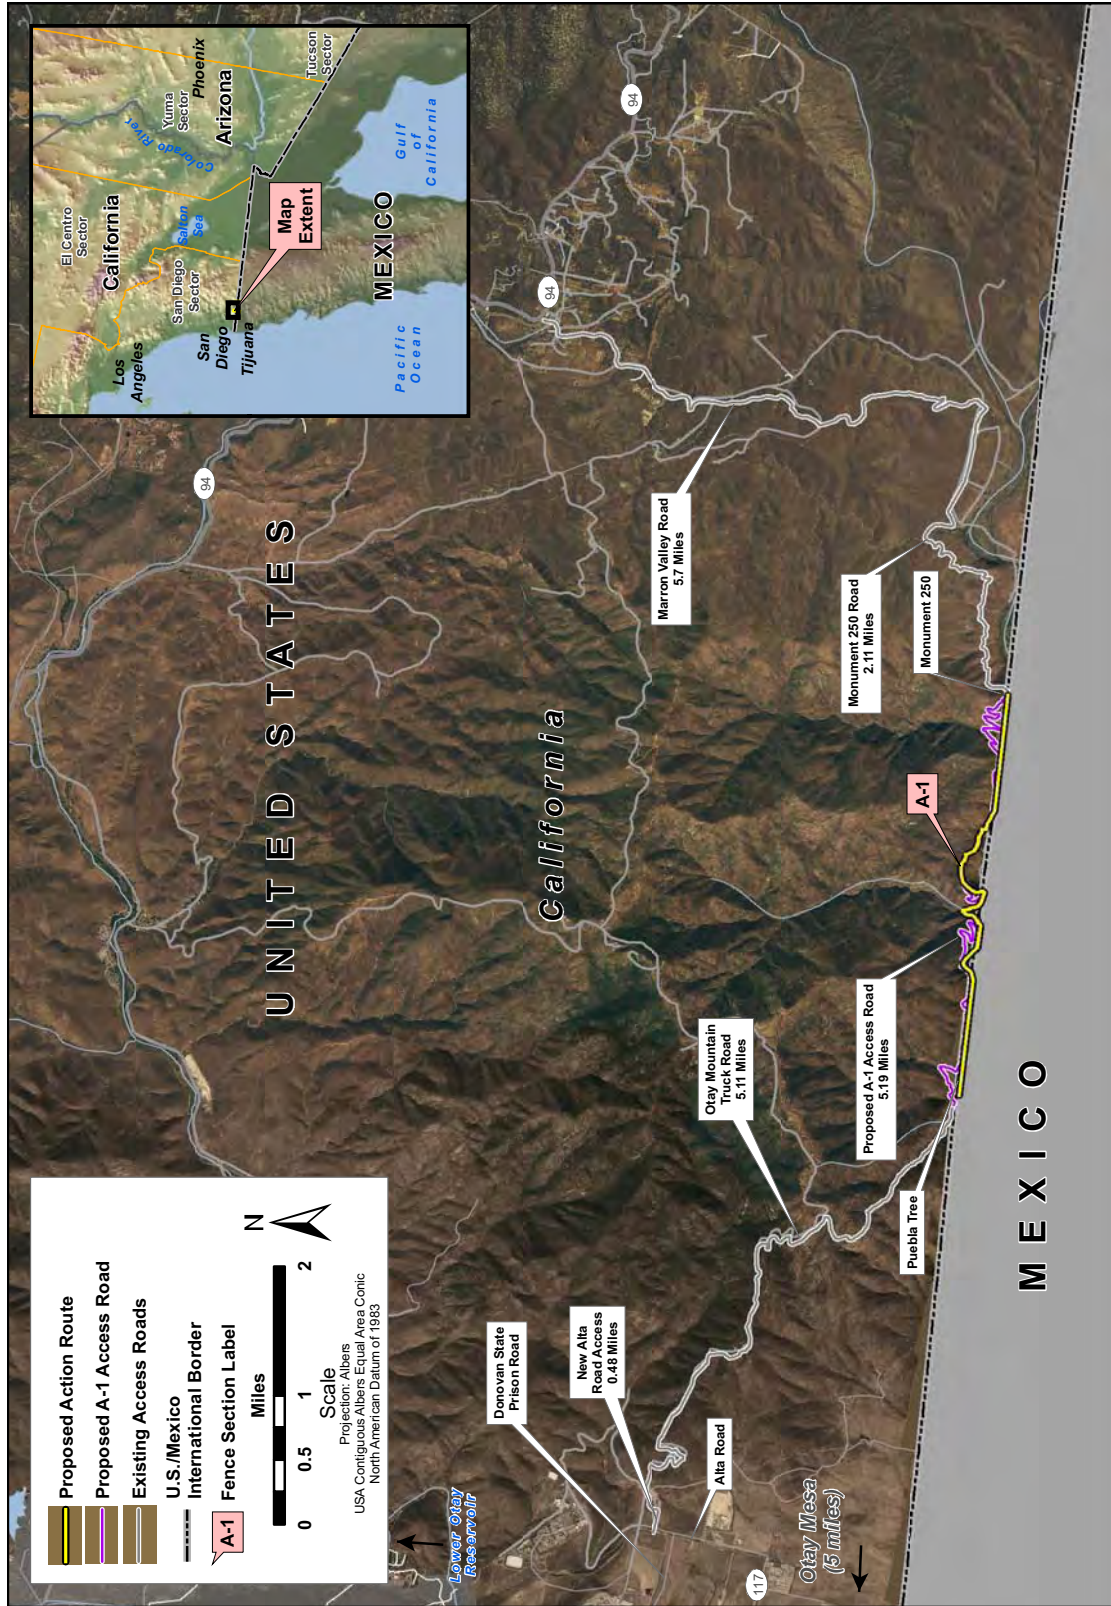 Proposed Action Route
Proposed A-1 Access Road
Existing Access Roads
U.S./Mexico
International Border
A-1
Fence Section Label
Miles
0
0.5
1
2
Scale
Projection: Albers
USA Contiguous Albers Equal Area Conic
North American Datum of 1983
N
El Centro
Sector
California
Los
Angeles
San Diego
Sector
Salton
Sea
San
Diego
Tijuana
Pacific
Ocean
Colorado River
Yuma
Sector
Phoenix
Arizona
Tucson
Sector
Map
Extent
MEXICO
Gulf
of
California
94
94
94
UNITED STATES
California
Lower Otay
Reservoir
Donovan State
Prison Road
New Alta
Road Access
0.48 Miles
Alta Road
117
Otay Mesa
(5 miles)
Otay Mountain
Truck Road
5.11 Miles
Puebla Tree
Proposed A-1 Access Road
5.19 Miles
A-1
Marron Valley Road
5.7 Miles
Monument 250 Road
2.11 Miles
Monument 250
MEXICO